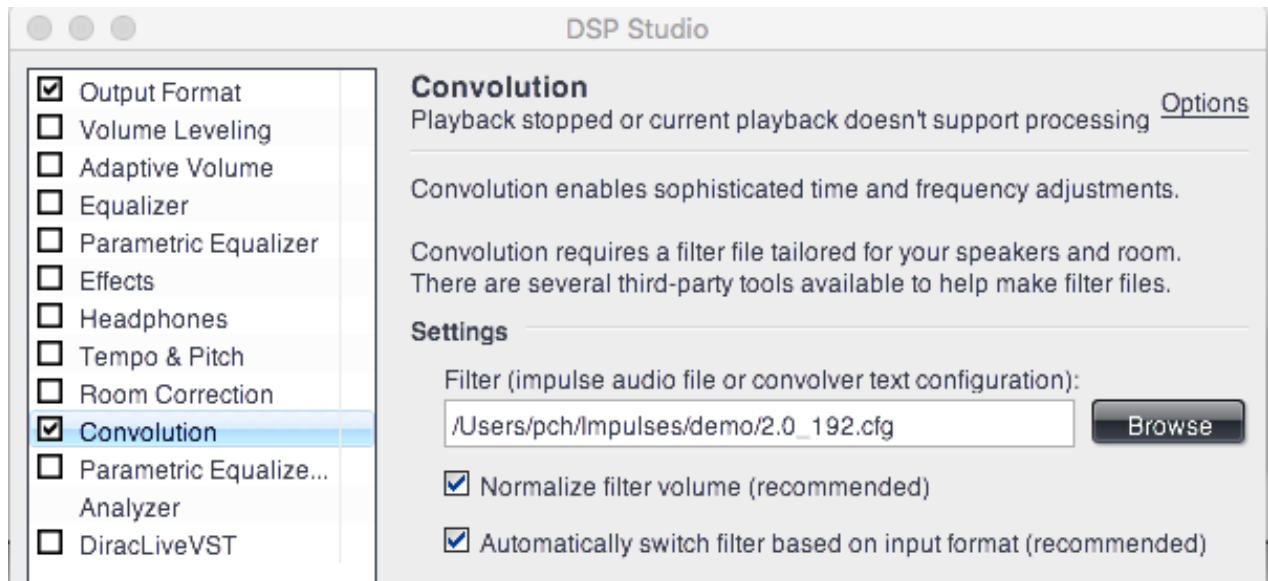 DSP Studio
Output Format
Volume Leveling
Adaptive Volume
Equalizer
Parametric Equalizer
Effects
Headphones
Tempo & Pitch
Room Correction
Convolution
Parametric Equalize...
Analyzer
DiracLiveVST
Convolution
Options
Playback stopped or current playback doesn't support processing
Convolution enables sophisticated time and frequency adjustments.
Convolution requires a filter file tailored for your speakers and room.
There are several third-party tools available to help make filter files.
Settings
Filter (impulse audio file or convolver text configuration):
/Users/pch/Impulses/demo/2.0_192.cfg
Browse
Normalize filter volume (recommended)
Automatically switch filter based on input format (recommended)